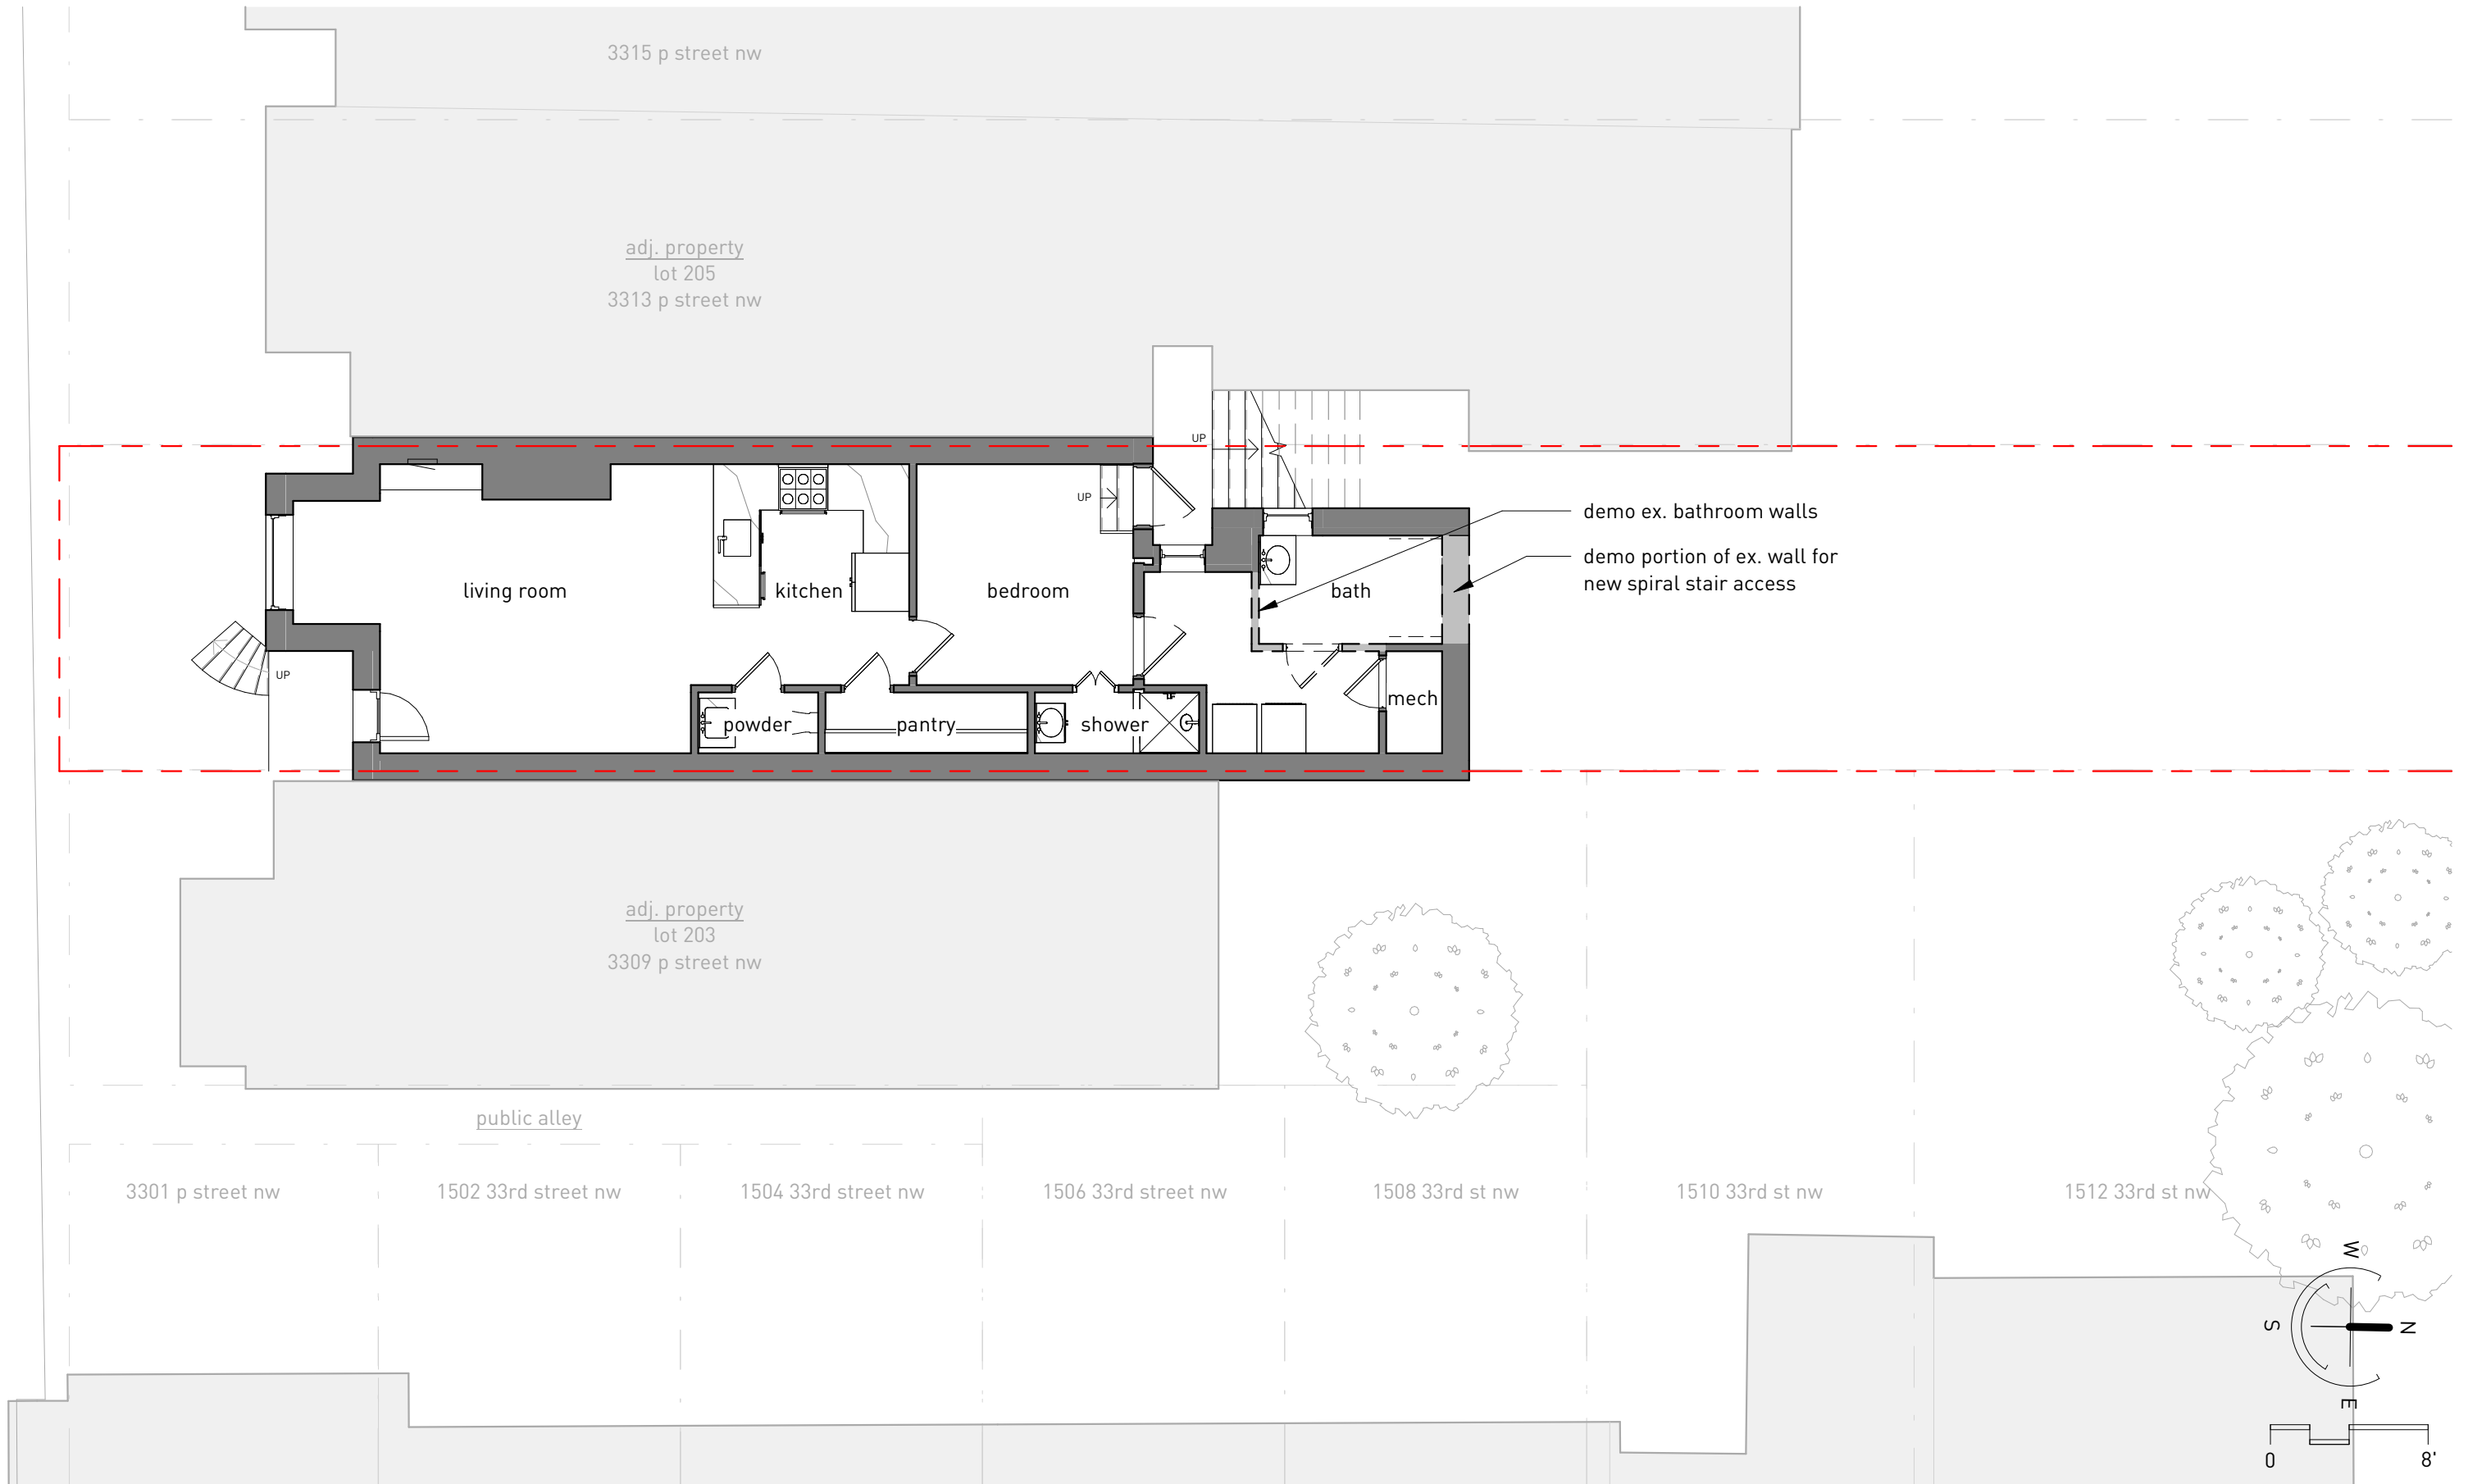 3315 p street nw
adj. property
lot 205
3313 p street nw
UP
UP
demo ex. bathroom walls
demo portion of ex. wall for
new spiral stair access
living room
kitchen
bedroom
bath
UP
mech
powder
pantry
shower
adj. property
lot 203
3309 p street nw
public alley
3301 p street nw
1502 33rd street nw
1504 33rd street nw
1506 33rd street nw
1508 33rd st nw
1510 33rd st nw
1512 33rd st nw
W
S
N
E
0
8'